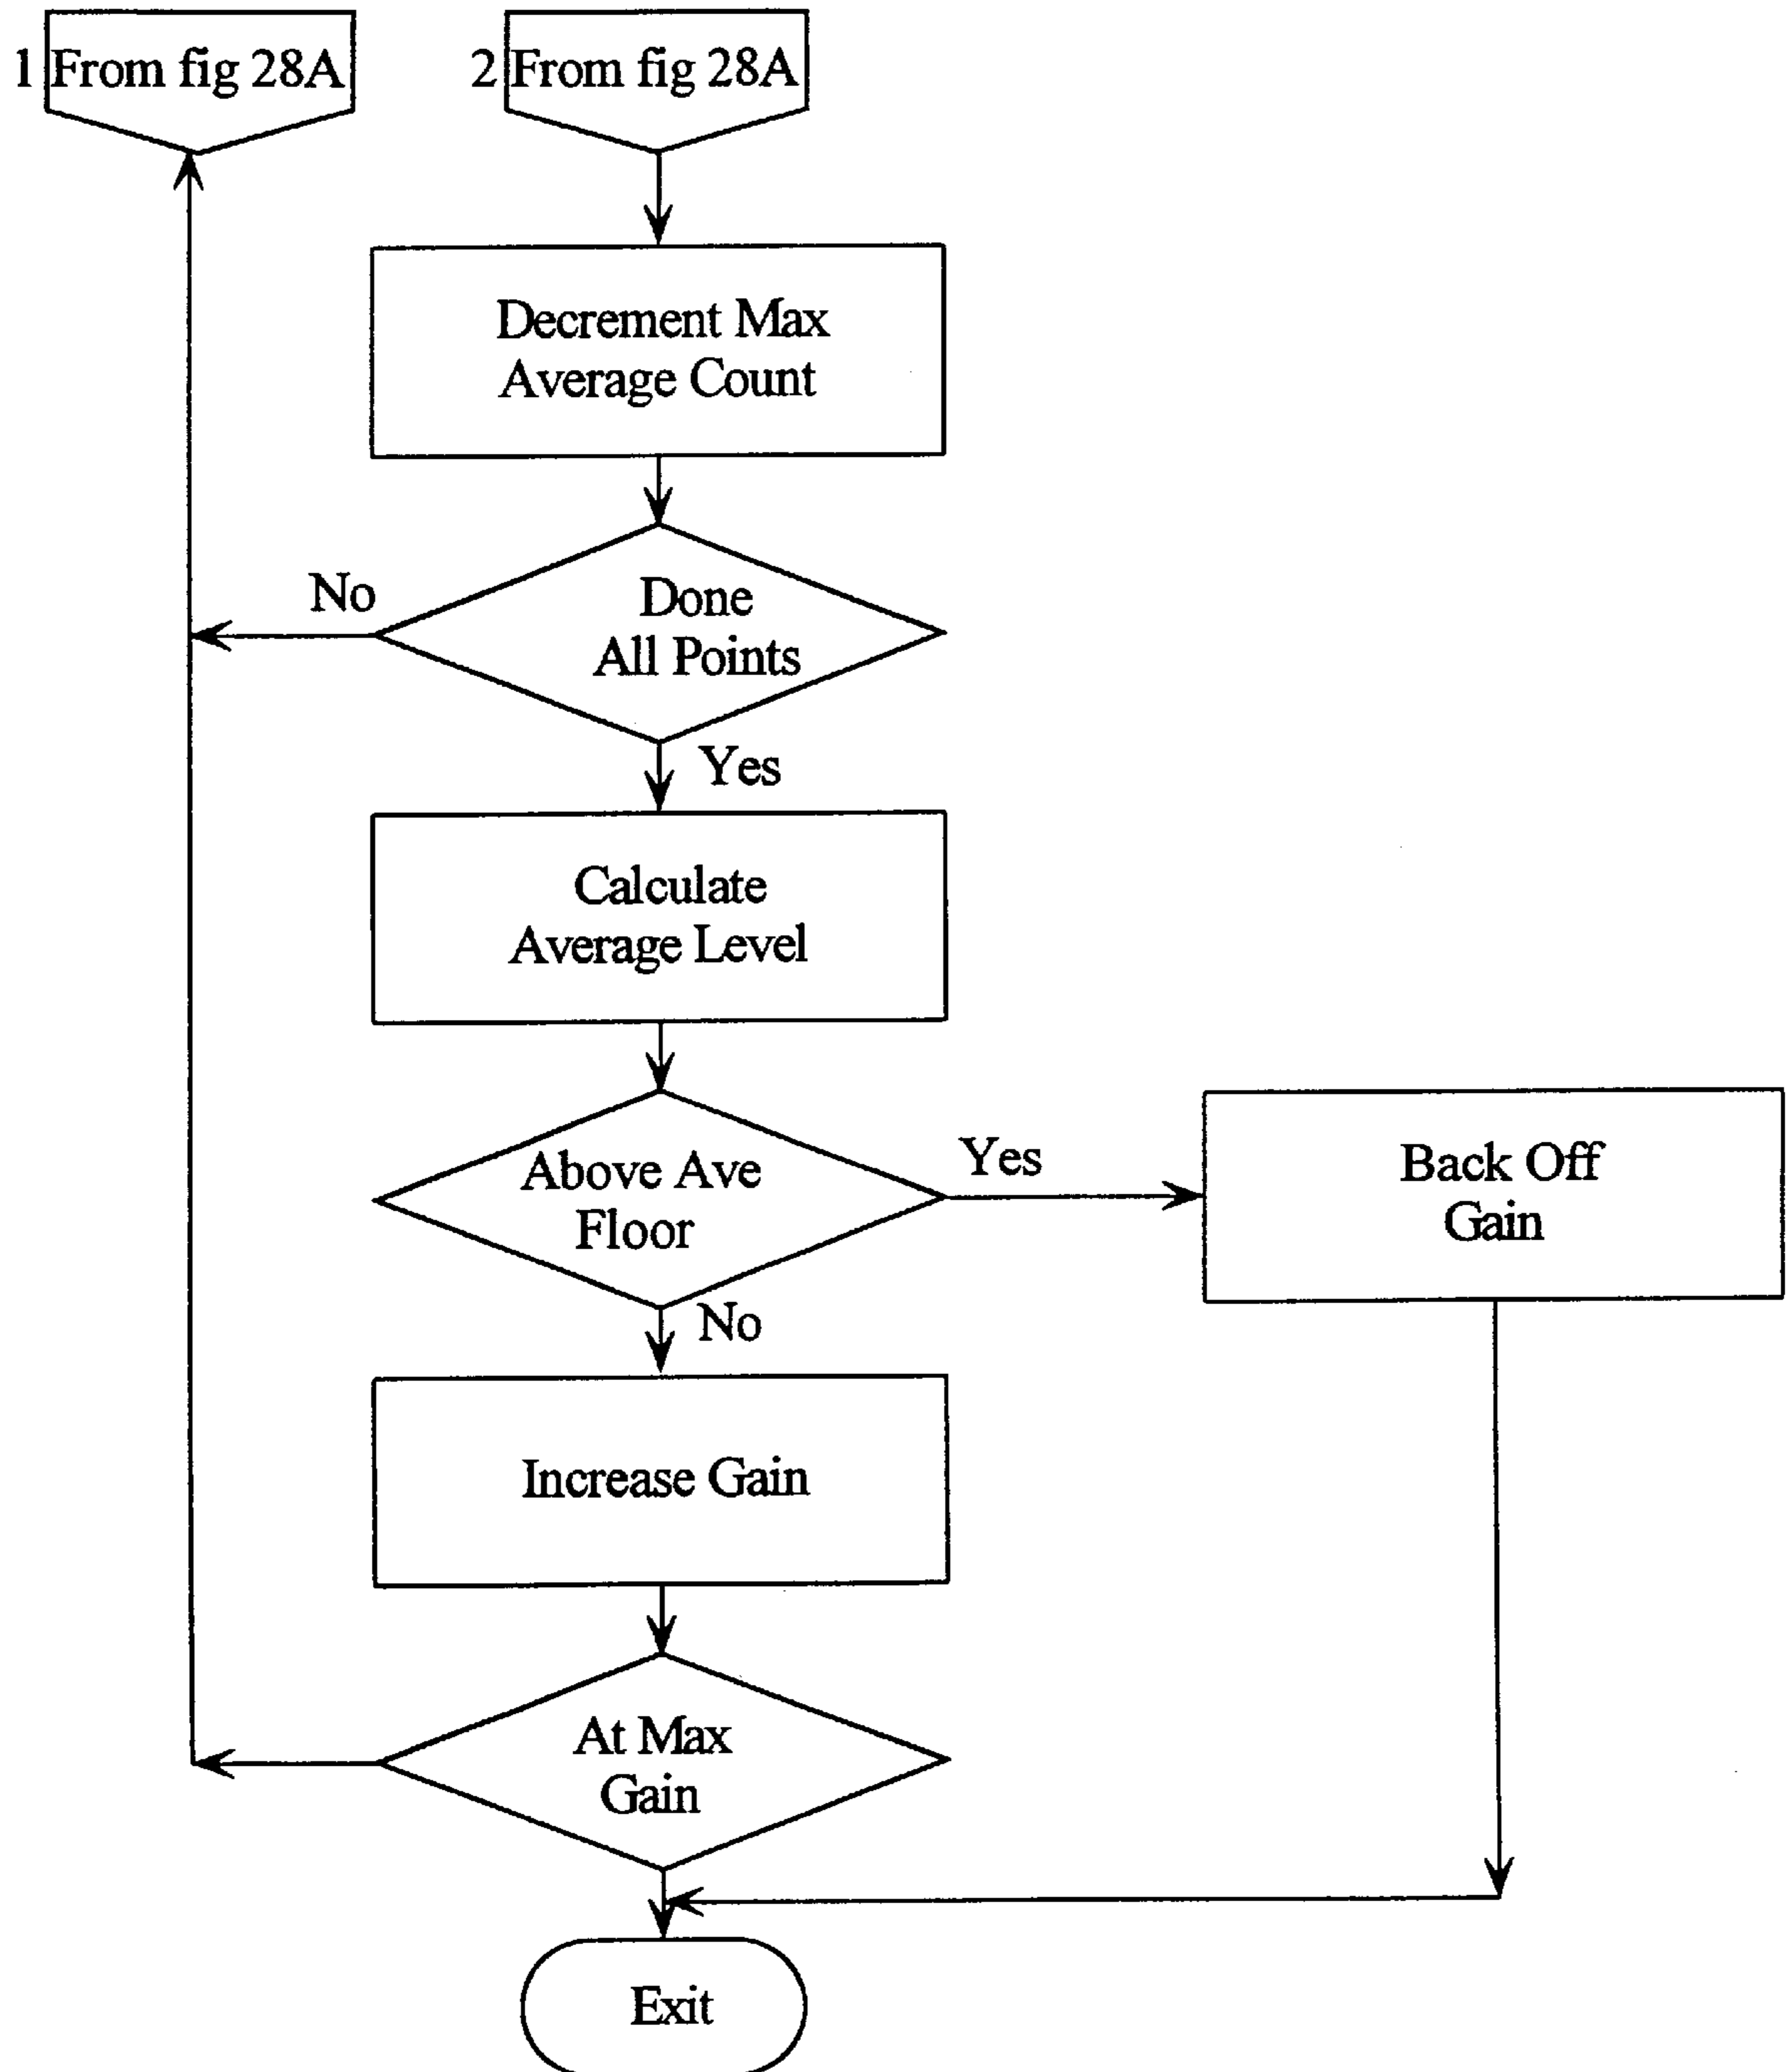 1 From fig 28A
2 From fig 28A
Decrement Max
Average Count
Done
All Points
No
Yes
Calculate
Average Level
Above Ave
Floor
Yes
Back Off
Gain
No
Increase Gain
At Max
Gain
Exit